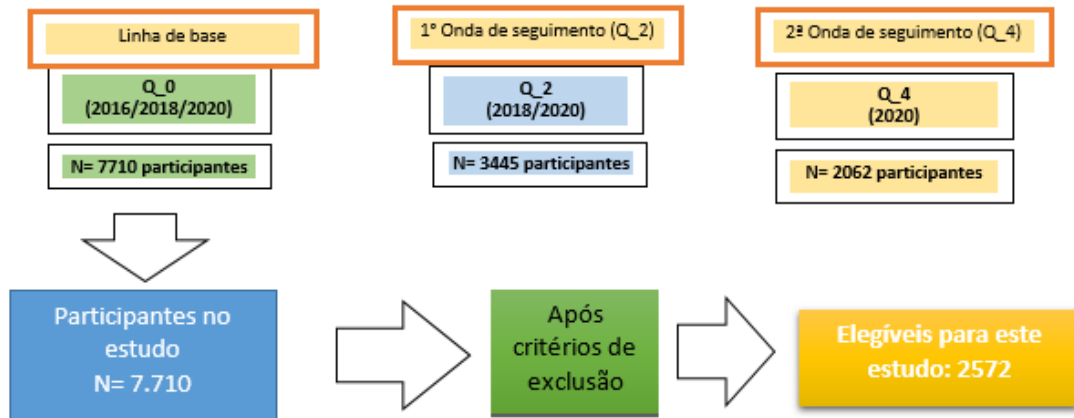 Linha de base
Q_0
(2016/2018/2020)
N= 7710 participantes
1° Onda de seguimento (Q_2)
Q_2
(2018/2020)
N= 3445 participantes
2ª Onda de seguimento (Q_4)
Q_4
(2020)
N= 2062 participantes
Participantes no
estudo
N= 7.710
Após
critérios de
exclusão
Elegíveis para este
estudo: 2572